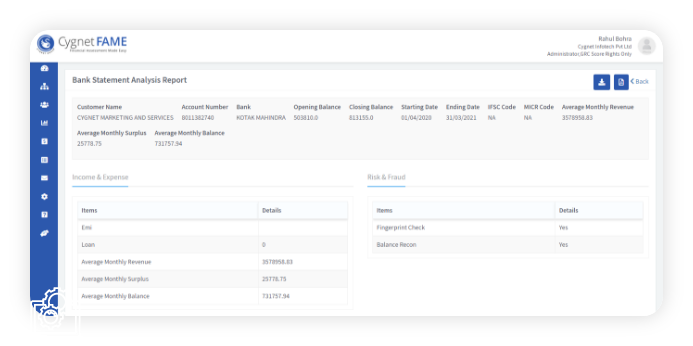 Cygnet FAME
Financial Assessment Made Easy
Rahul Bohra
Cygnet Infotech Pvt Ltd
Administrator,GRC Score Rights Only
Bank Statement Analysis Report
Back
Customer Name Account Number Bank Opening Balance Closing Balance Starting Date Ending Date IFSC Code MICR Code Average Monthly Revenue
CYGNET MARKETING AND SERVICES 8011382740 KOTAK MAHINDRA 503810.0 813155.0 01/04/2020 31/03/2021 NA NA 3578958.83
Average Monthly Surplus Average Monthly Balance
25778.75 731757.94
Income & Expense
Risk & Fraud
Items Details
Emi
Loan 0
Average Monthly Revenue 3578958.83
Average Monthly Surplus 25778.75
Average Monthly Balance 731757.94
Items Details
Fingerprint Check Yes
Balance Recon Yes